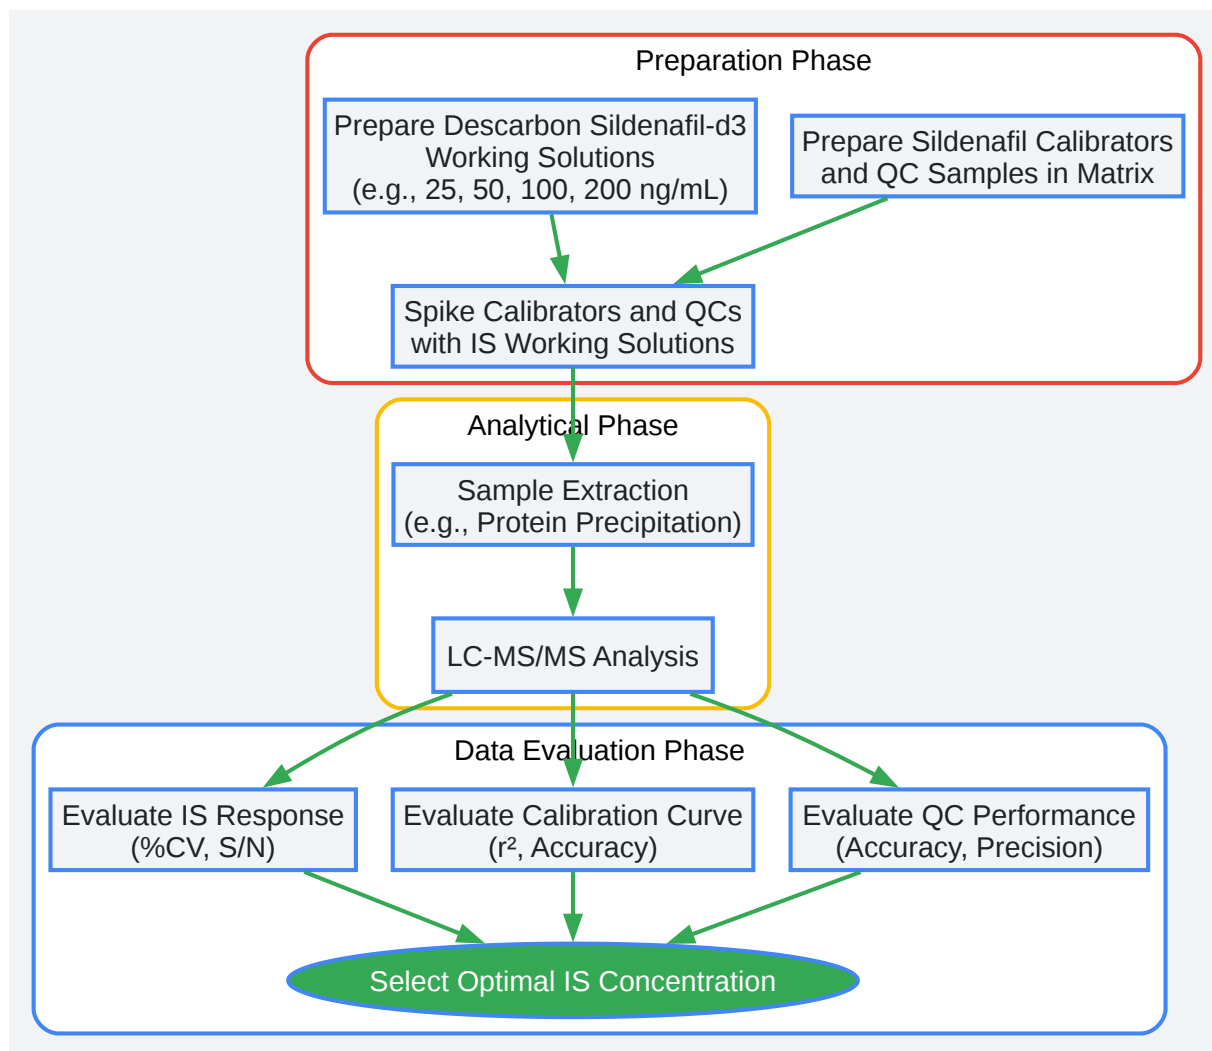 Preparation Phase
Prepare Descarbon Sildenafil-d3
Working Solutions
(e.g., 25, 50, 100, 200 ng/mL)
Prepare Sildenafil Calibrators
and QC Samples in Matrix
Spike Calibrators and QCs
with IS Working Solutions
Analytical Phase
Sample Extraction
(e.g., Protein Precipitation)
LC-MS/MS Analysis
Data Evaluation Phase
Evaluate IS Response
(%CV, S/N)
Evaluate Calibration Curve
(r², Accuracy)
Evaluate QC Performance
(Accuracy, Precision)
Select Optimal IS Concentration